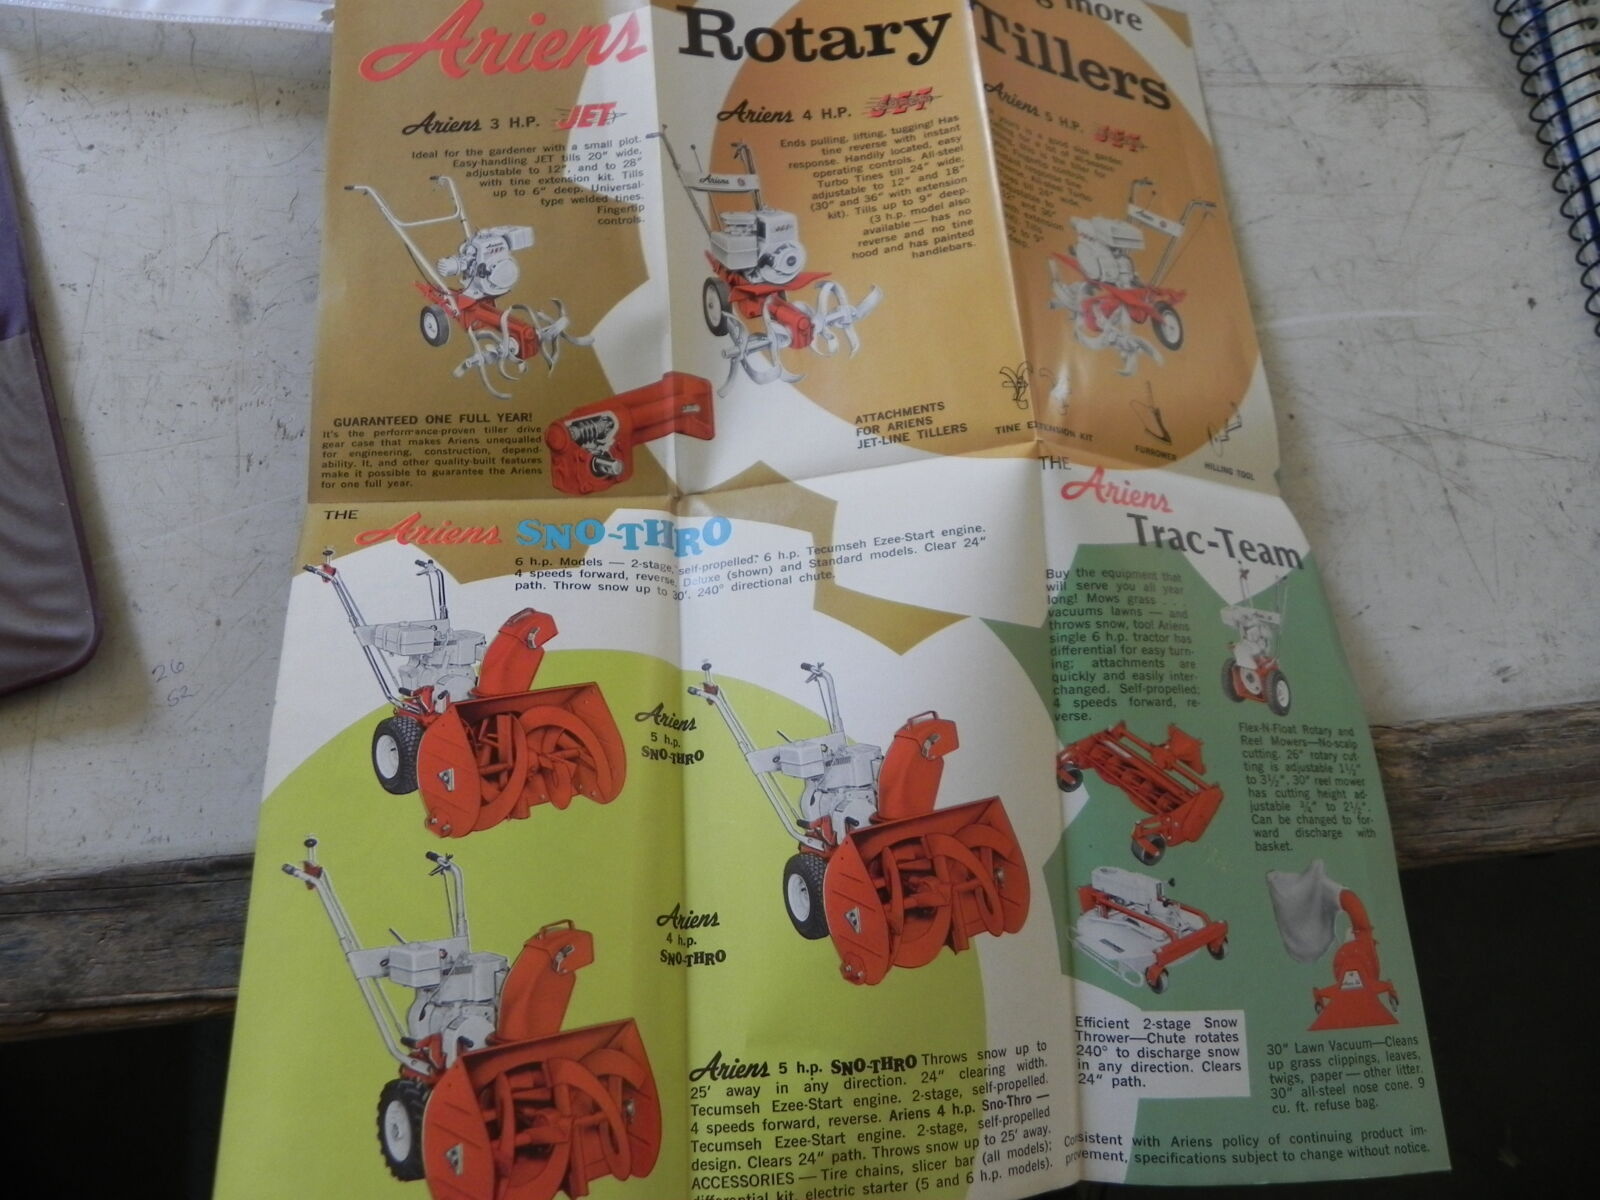 Ariens Rotary Tillers
more
Ariens 3 H.P. JET
Ideal for the gardener with a small plot.
Easy-handling JET tills 20" wide,
adjustable to 12", and to 28"
with tine extension kit. Tills
up to 6" deep. Universal-
type welded tines.
Fingertip
controls.
Ariens 4 H.P. JET
Ends pulling, lifting, tugging! Has
tine reverse with instant
response. Handily located, easy
operating controls. All-steel
Turbo Tines till 24" wide,
adjustable to 12" and 18"
(30" and 36" with extension
kit). Tills up to 9" deep.
(3 h.p. model also
available — has no
reverse and no tine
hood and has painted
handlebars.
Ariens 5 H.P. JET
GUARANTEED ONE FULL YEAR!
It's the performance-proven tiller drive
gear case that makes Ariens unequalled
for engineering, construction, depend-
ability. It, and other quality-built features
make it possible to guarantee the Ariens
for one full year.
ATTACHMENTS
FOR ARIENS
JET-LINE TILLERS
TINE EXTENSION KIT
FURROWER
HILLING TOOL
THE Ariens SNO-THRO
6 h.p. Models — 2-stage, self-propelled. 6 h.p. Tecumseh Ezee-Start engine.
4 speeds forward, reverse. Deluxe (shown) and Standard models. Clear 24"
path. Throw snow up to 30'. 240° directional chute.
Ariens
5 h.p.
SNO-THRO
Ariens
4 h.p.
SNO-THRO
Ariens 5 h.p. SNO-THRO Throws snow up to
25' away in any direction. 24" clearing width.
Tecumseh Ezee-Start engine. 2-stage, self-propelled.
4 speeds forward, reverse. Ariens 4 h.p. Sno-Thro —
Tecumseh Ezee-Start engine. 2-stage, self-propelled
design. Clears 24" path. Throws snow up to 25' away.
ACCESSORIES — Tire chains, slicer bar (all models);
differential kit, electric starter (5 and 6 h.p. models).
THE
Ariens
Trac-Team
Buy the equipment that
will serve you all year
long! Mows grass . . .
vacuums lawns — and
throws snow, too! Ariens
single 6 h.p. tractor has
differential for easy turn-
ing; attachments are
quickly and easily inter-
changed. Self-propelled;
4 speeds forward, re-
verse.
Flex-N-Float Rotary and
Reel Mowers—No-scalp
cutting. 26" rotary cut-
ting is adjustable 1½"
to 3½", 30" reel mower
has cutting height ad-
justable ¾" to 2½".
Can be changed to for-
ward discharge with
basket.
Efficient 2-stage Snow
Thrower—Chute rotates
240° to discharge snow
in any direction. Clears
24" path.
30" Lawn Vacuum—Cleans
up grass clippings, leaves,
twigs, paper — other litter.
30" all-steel nose cone. 9
cu. ft. refuse bag.
Consistent with Ariens policy of continuing product im-
provement, specifications subject to change without notice.
26
52